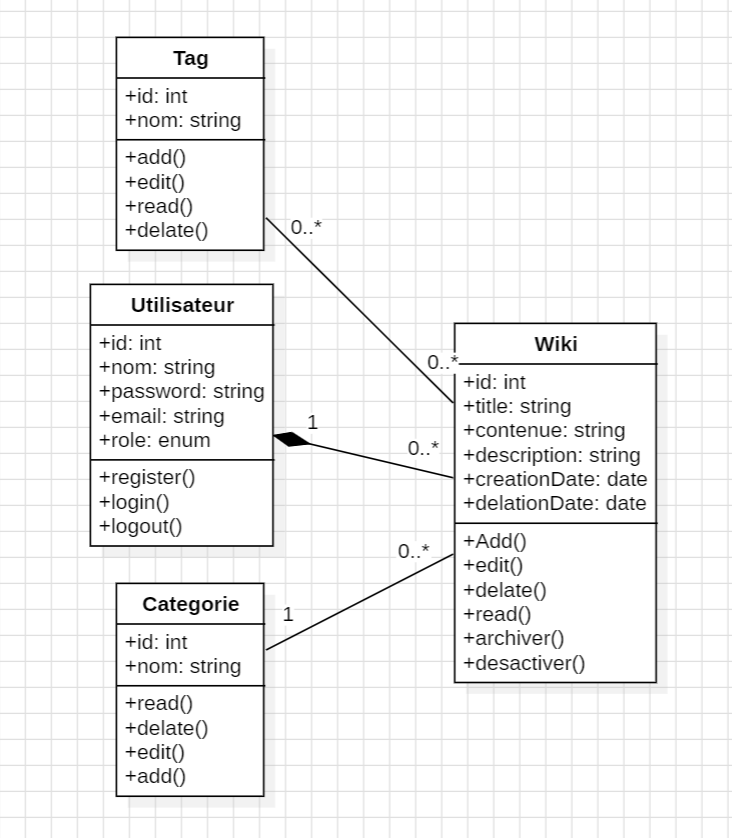 Tag
+id: int
+nom: string
+add()
+edit()
+read()
+delate()
0..*
Utilisateur
+id: int
+nom: string
+password: string
+email: string
+role: enum
+register()
+login()
+logout()
1
0..*
0..*
Wiki
+id: int
+title: string
+contenue: string
+description: string
+creationDate: date
+delationDate: date
+Add()
+edit()
+delate()
+read()
+archiver()
+desactiver()
0..*
1
Categorie
+id: int
+nom: string
+read()
+delate()
+edit()
+add()